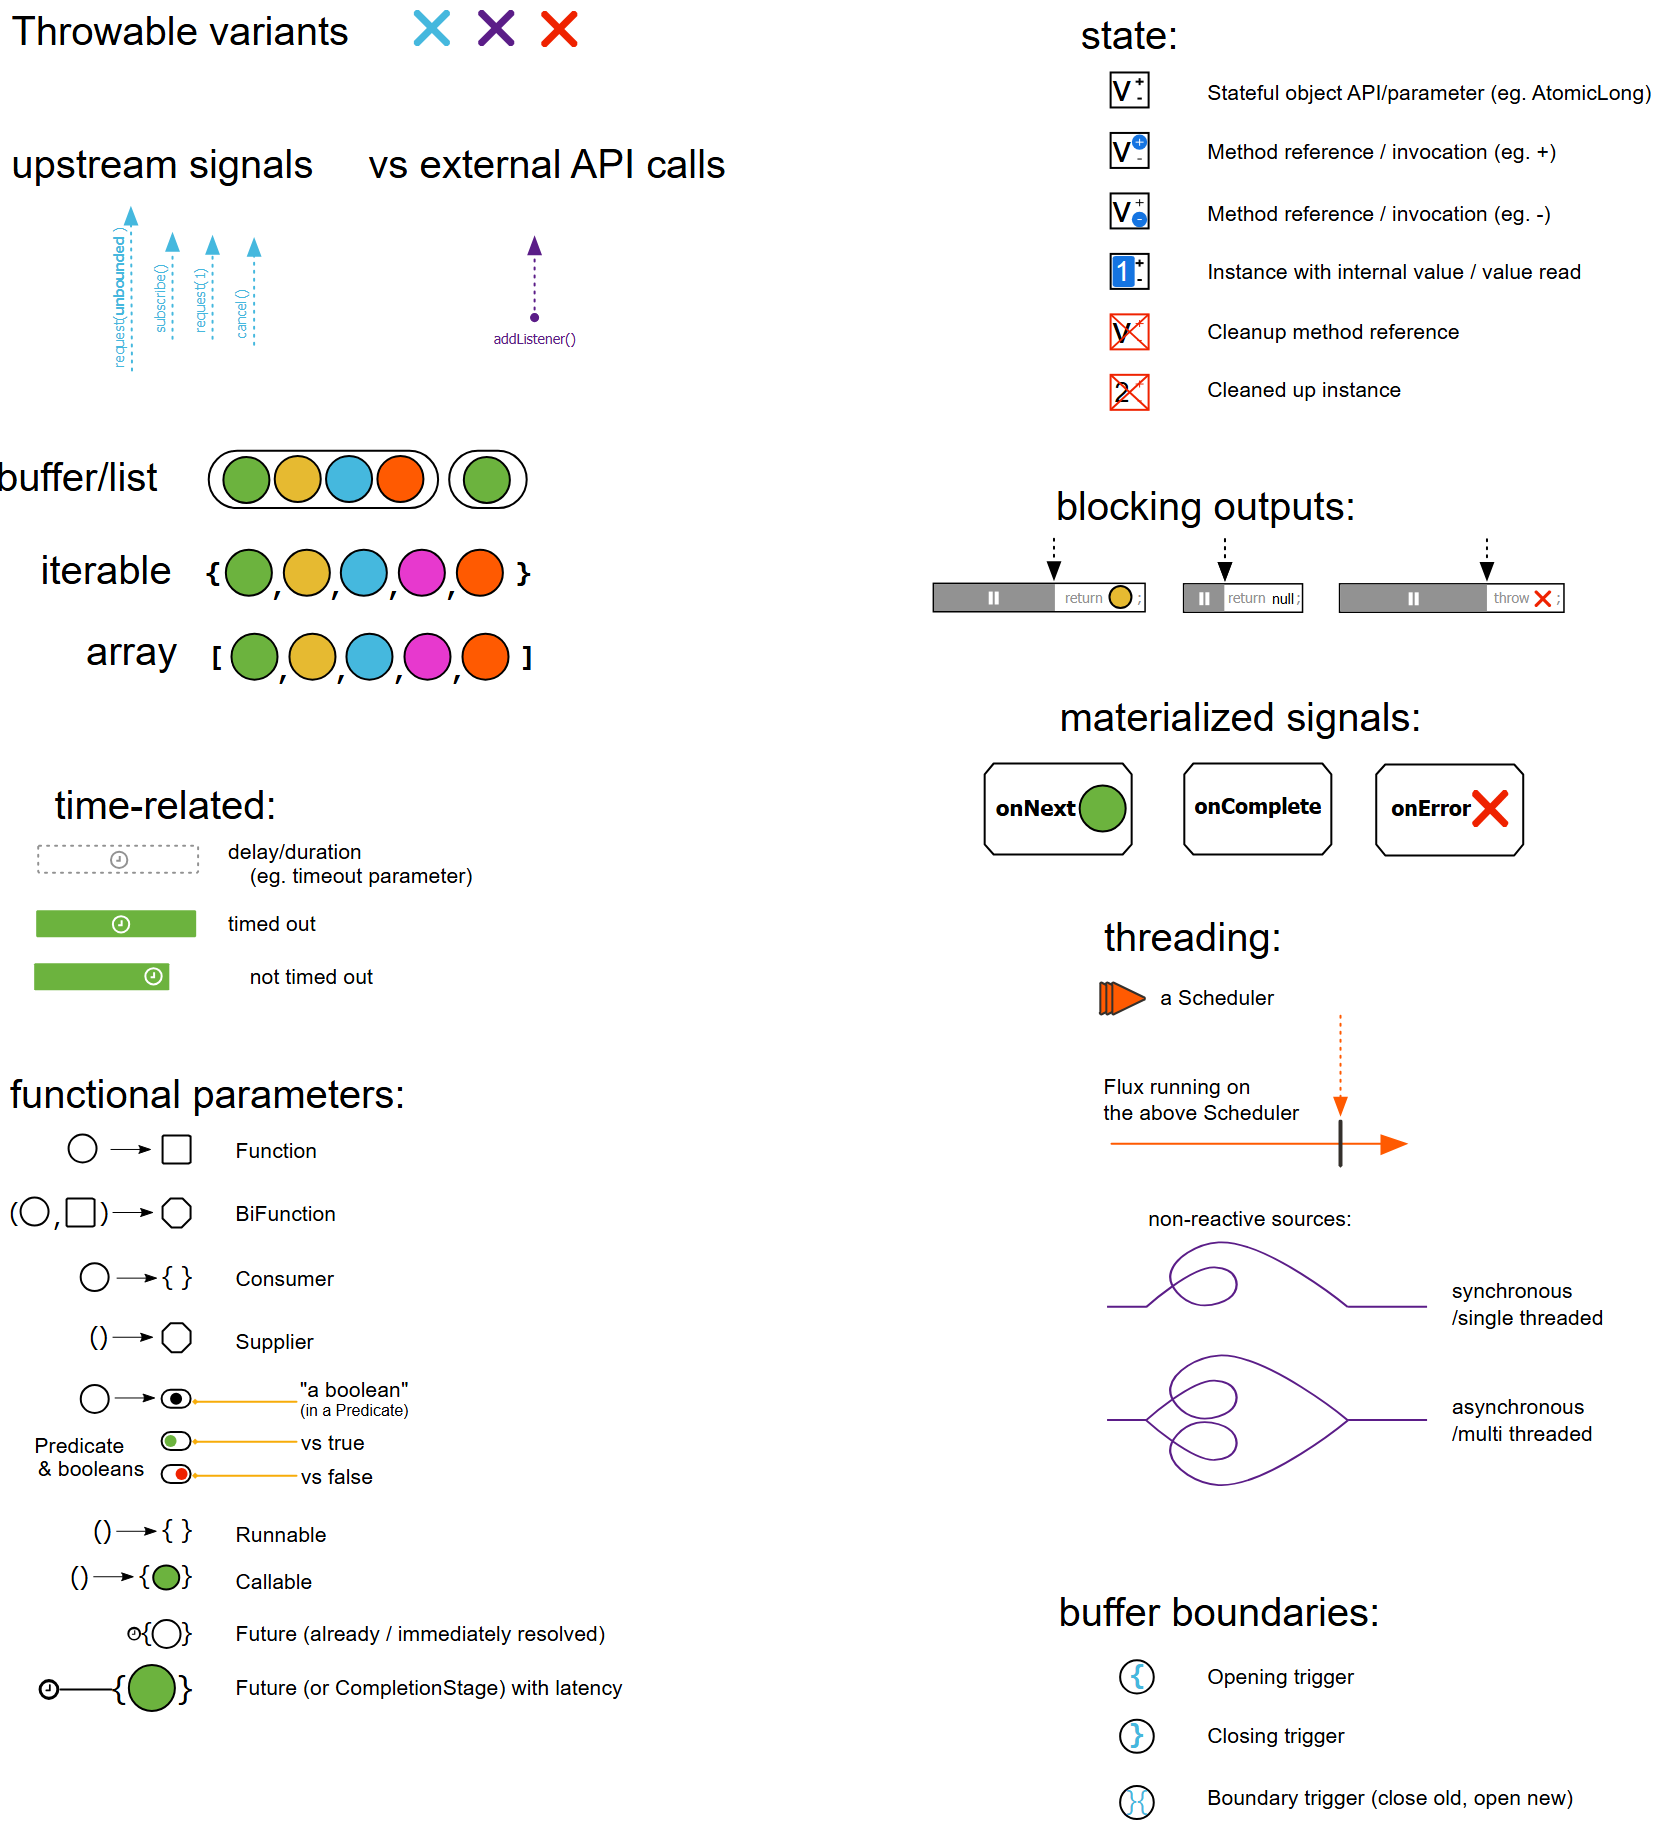 Throwable variants
upstream signals
vs external API calls
request(unbounded )
subscribe()
request(1)
cancel()
addListener()
buffer/list
iterable { , , , , }
array [ , , , , ]
time-related:
delay/duration
(eg. timeout parameter)
timed out
not timed out
functional parameters:
Function
( , ) BiFunction
{ } Consumer
() Supplier
"a boolean"
(in a Predicate)
Predicate
& booleans
vs true
vs false
() { } Runnable
() { } Callable
{ } Future (already / immediately resolved)
{ } Future (or CompletionStage) with latency
state:
V + - Stateful object API/parameter (eg. AtomicLong)
V + - Method reference / invocation (eg. +)
V + - Method reference / invocation (eg. -)
1 + - Instance with internal value / value read
V + - Cleanup method reference
2 + - Cleaned up instance
blocking outputs:
return ;
return null;
throw ;
materialized signals:
onNext
onComplete
onError
threading:
a Scheduler
Flux running on
the above Scheduler
non-reactive sources:
synchronous
/single threaded
asynchronous
/multi threaded
buffer boundaries:
{ Opening trigger
} Closing trigger
}{ Boundary trigger (close old, open new)